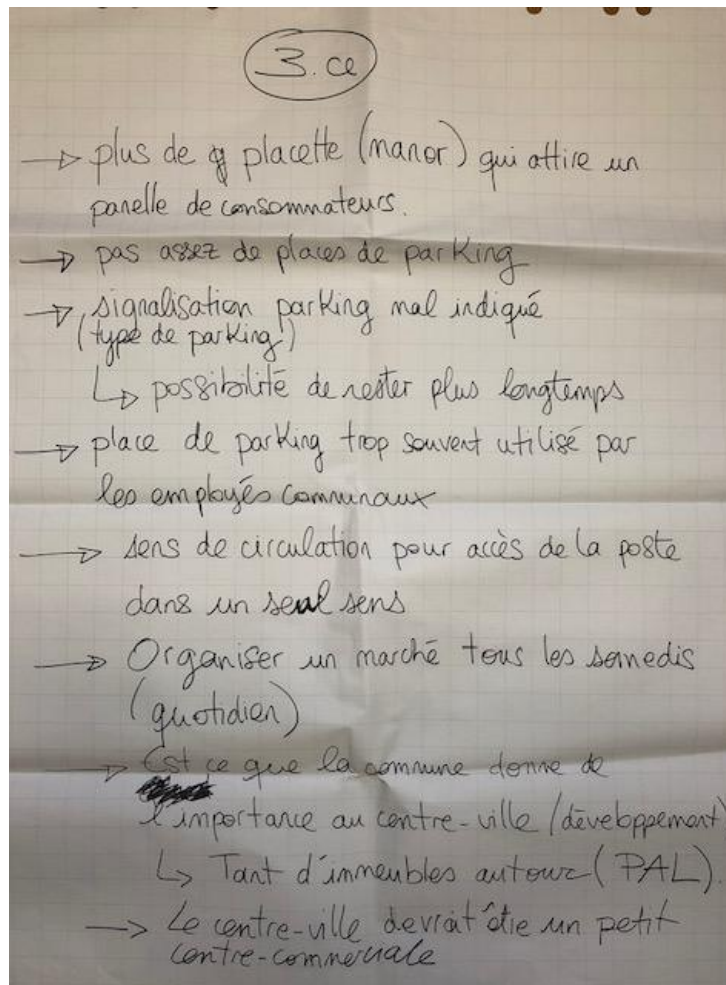 3. ce
→ plus de placette (manor) qui attire un
panelle de consommateurs.
→ pas assez de places de parking
→ signalisation parking mal indiqué
(type de parking)
↳ possibilité de rester plus longtemps
→ place de parking trop souvent utilisé par
les employés communaux
→ sens de circulation pour accès de la poste
dans un seul sens
→ Organiser un marché tous les samedis
(quotidien)
→ Est ce que la commune donne de
l'importance au centre-ville (développement)
↳ Tant d'immeubles autour (PAL).
→ Le centre-ville devrait être un petit
centre-commerciale